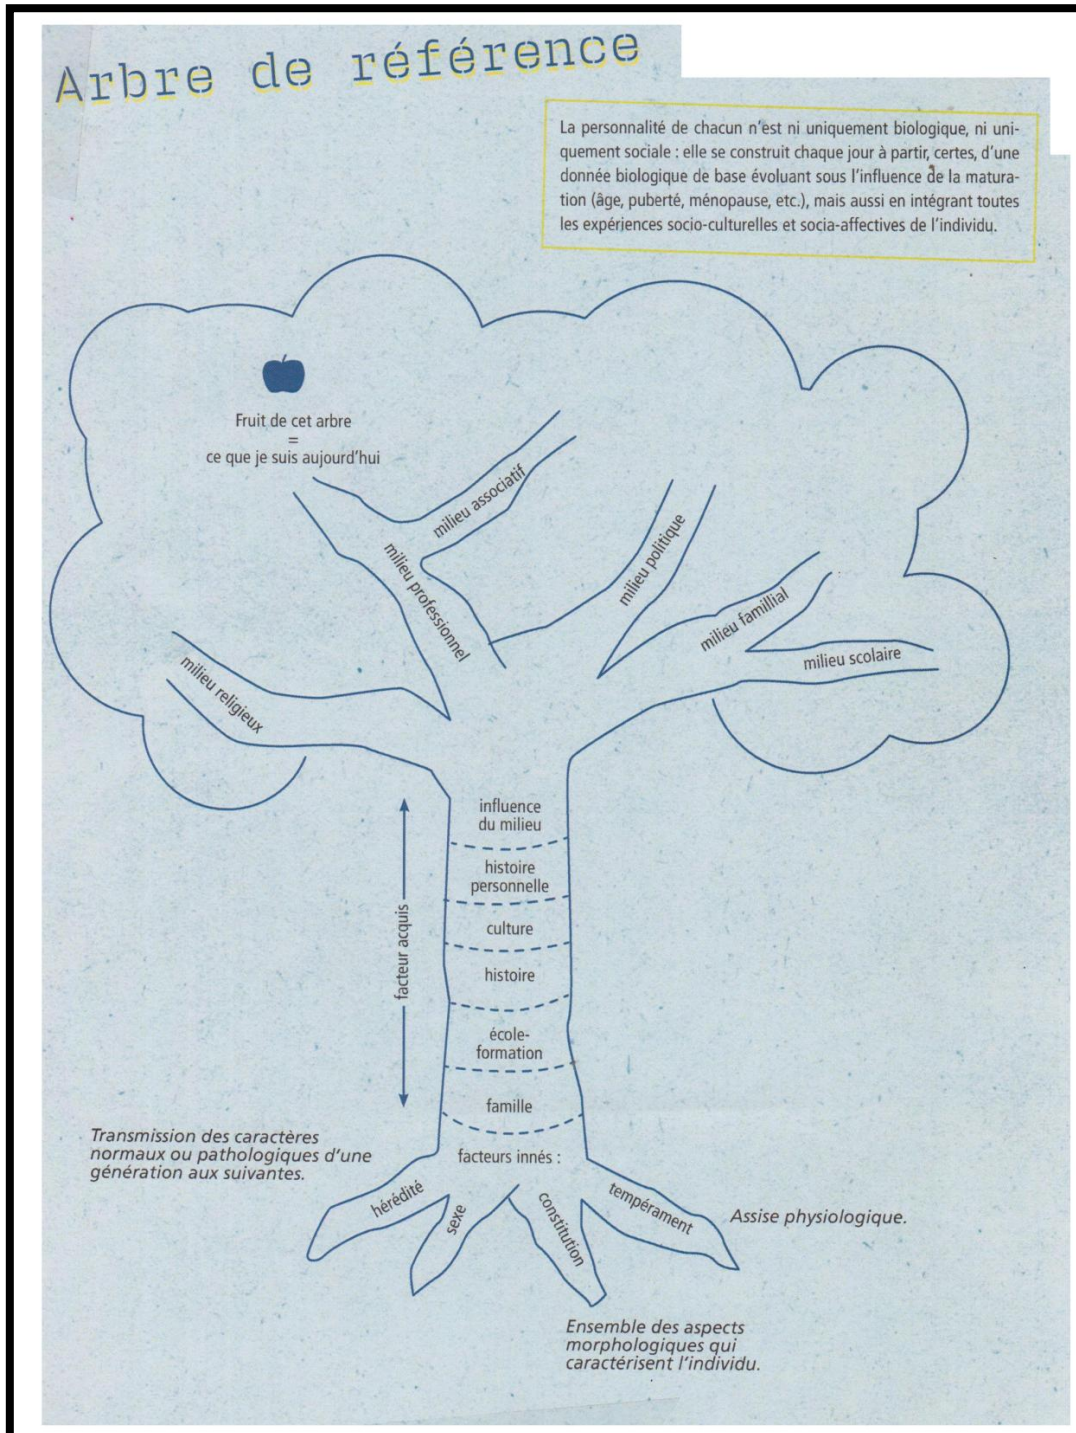 Arbre de référence
La personnalité de chacun n'est ni uniquement biologique, ni uni-
quement sociale : elle se construit chaque jour à partir, certes, d'une
donnée biologique de base évoluant sous l'influence de la matura-
tion (âge, puberté, ménopause, etc.), mais aussi en intégrant toutes
les expériences socio-culturelles et socia-affectives de l'individu.
Fruit de cet arbre
=
ce que je suis aujourd'hui
milieu associatif
milieu professionnel
milieu politique
milieu famillial
milieu scolaire
milieu religieux
influence
du milieu
histoire
personnelle
culture
histoire
école-
formation
famille
facteur acquis
Transmission des caractères
normaux ou pathologiques d'une
génération aux suivantes.
facteurs innés :
hérédité
sexe
constitution
tempérament
Assise physiologique.
Ensemble des aspects
morphologiques qui
caractérisent l'individu.